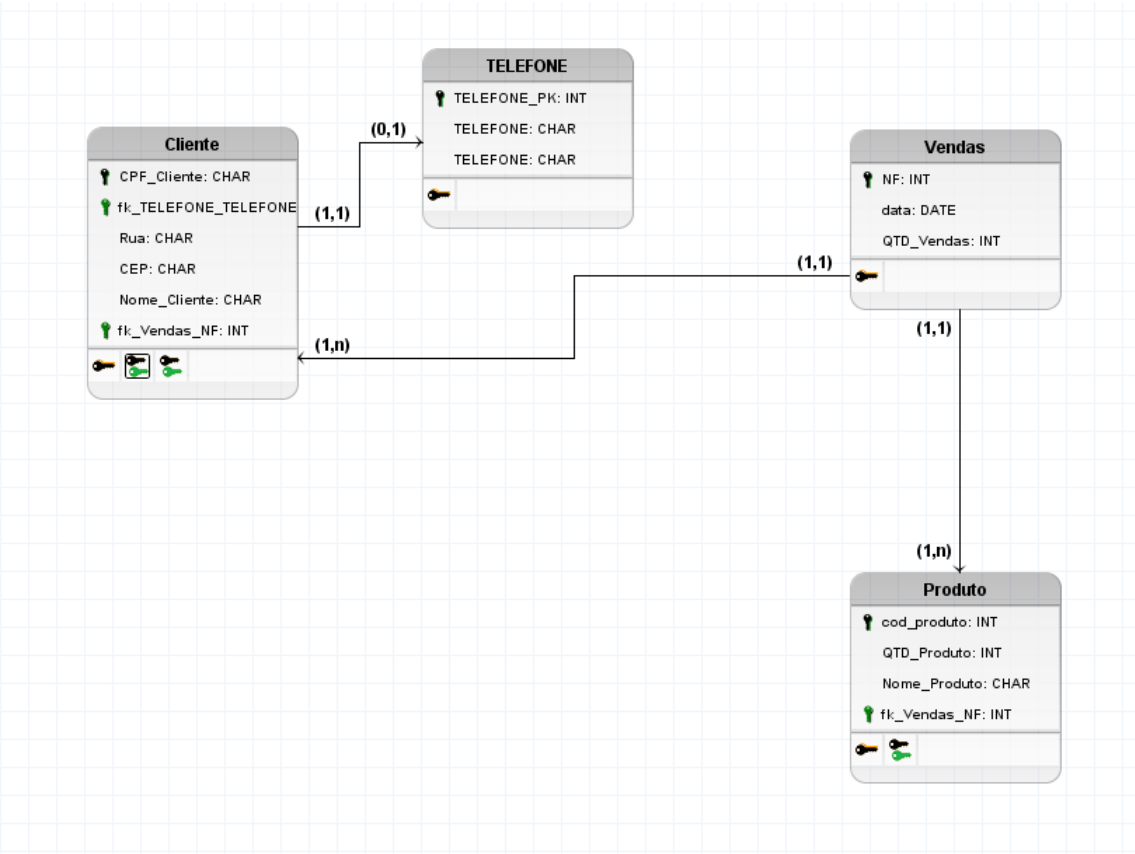 TELEFONE
TELEFONE_PK: INT
TELEFONE: CHAR
TELEFONE: CHAR
(0,1)
Cliente
CPF_Cliente: CHAR
fk_TELEFONE_TELEFONE
Rua: CHAR
CEP: CHAR
Nome_Cliente: CHAR
fk_Vendas_NF: INT
(1,1)
(1,n)
Vendas
NF: INT
data: DATE
QTD_Vendas: INT
(1,1)
(1,1)
(1,n)
Produto
cod_produto: INT
QTD_Produto: INT
Nome_Produto: CHAR
fk_Vendas_NF: INT